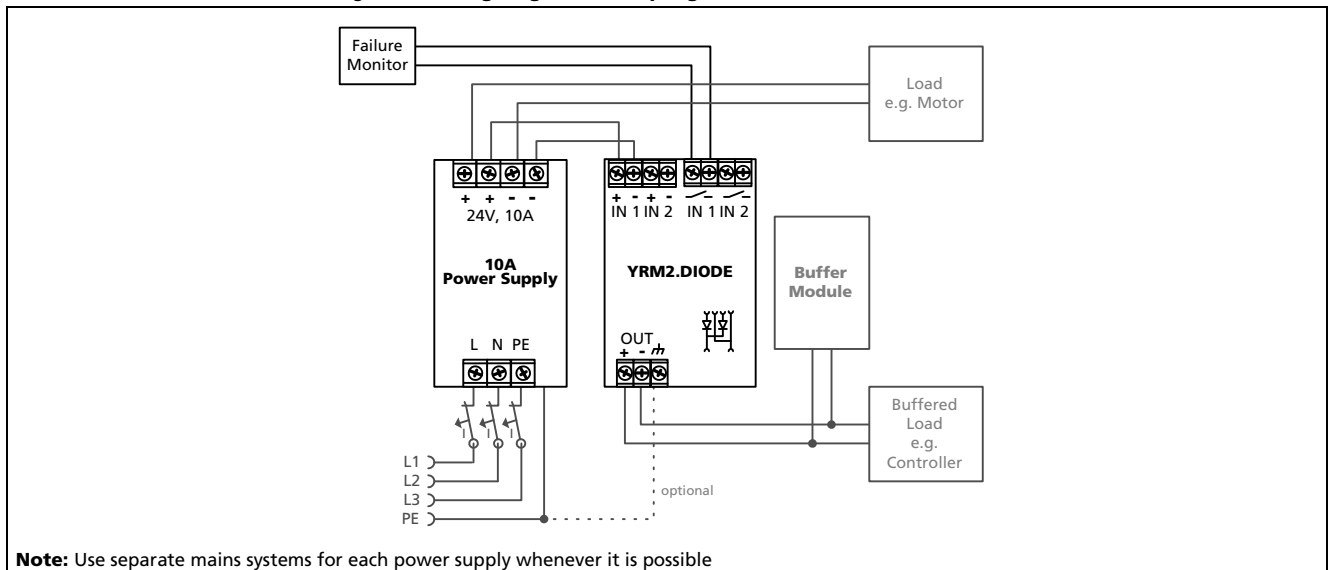 Failure
Monitor
Load
e.g. Motor
+ + - -
24V, 10A
10A
Power Supply
L N PE
+ - + -
IN 1 IN 2 IN 1 IN 2
YRM2.DIODE
OUT
+ -
Buffer
Module
Buffered
Load
e.g.
Controller
I I I
L1
L2
L3
PE
optional
Note: Use separate mains systems for each power supply whenever it is possible